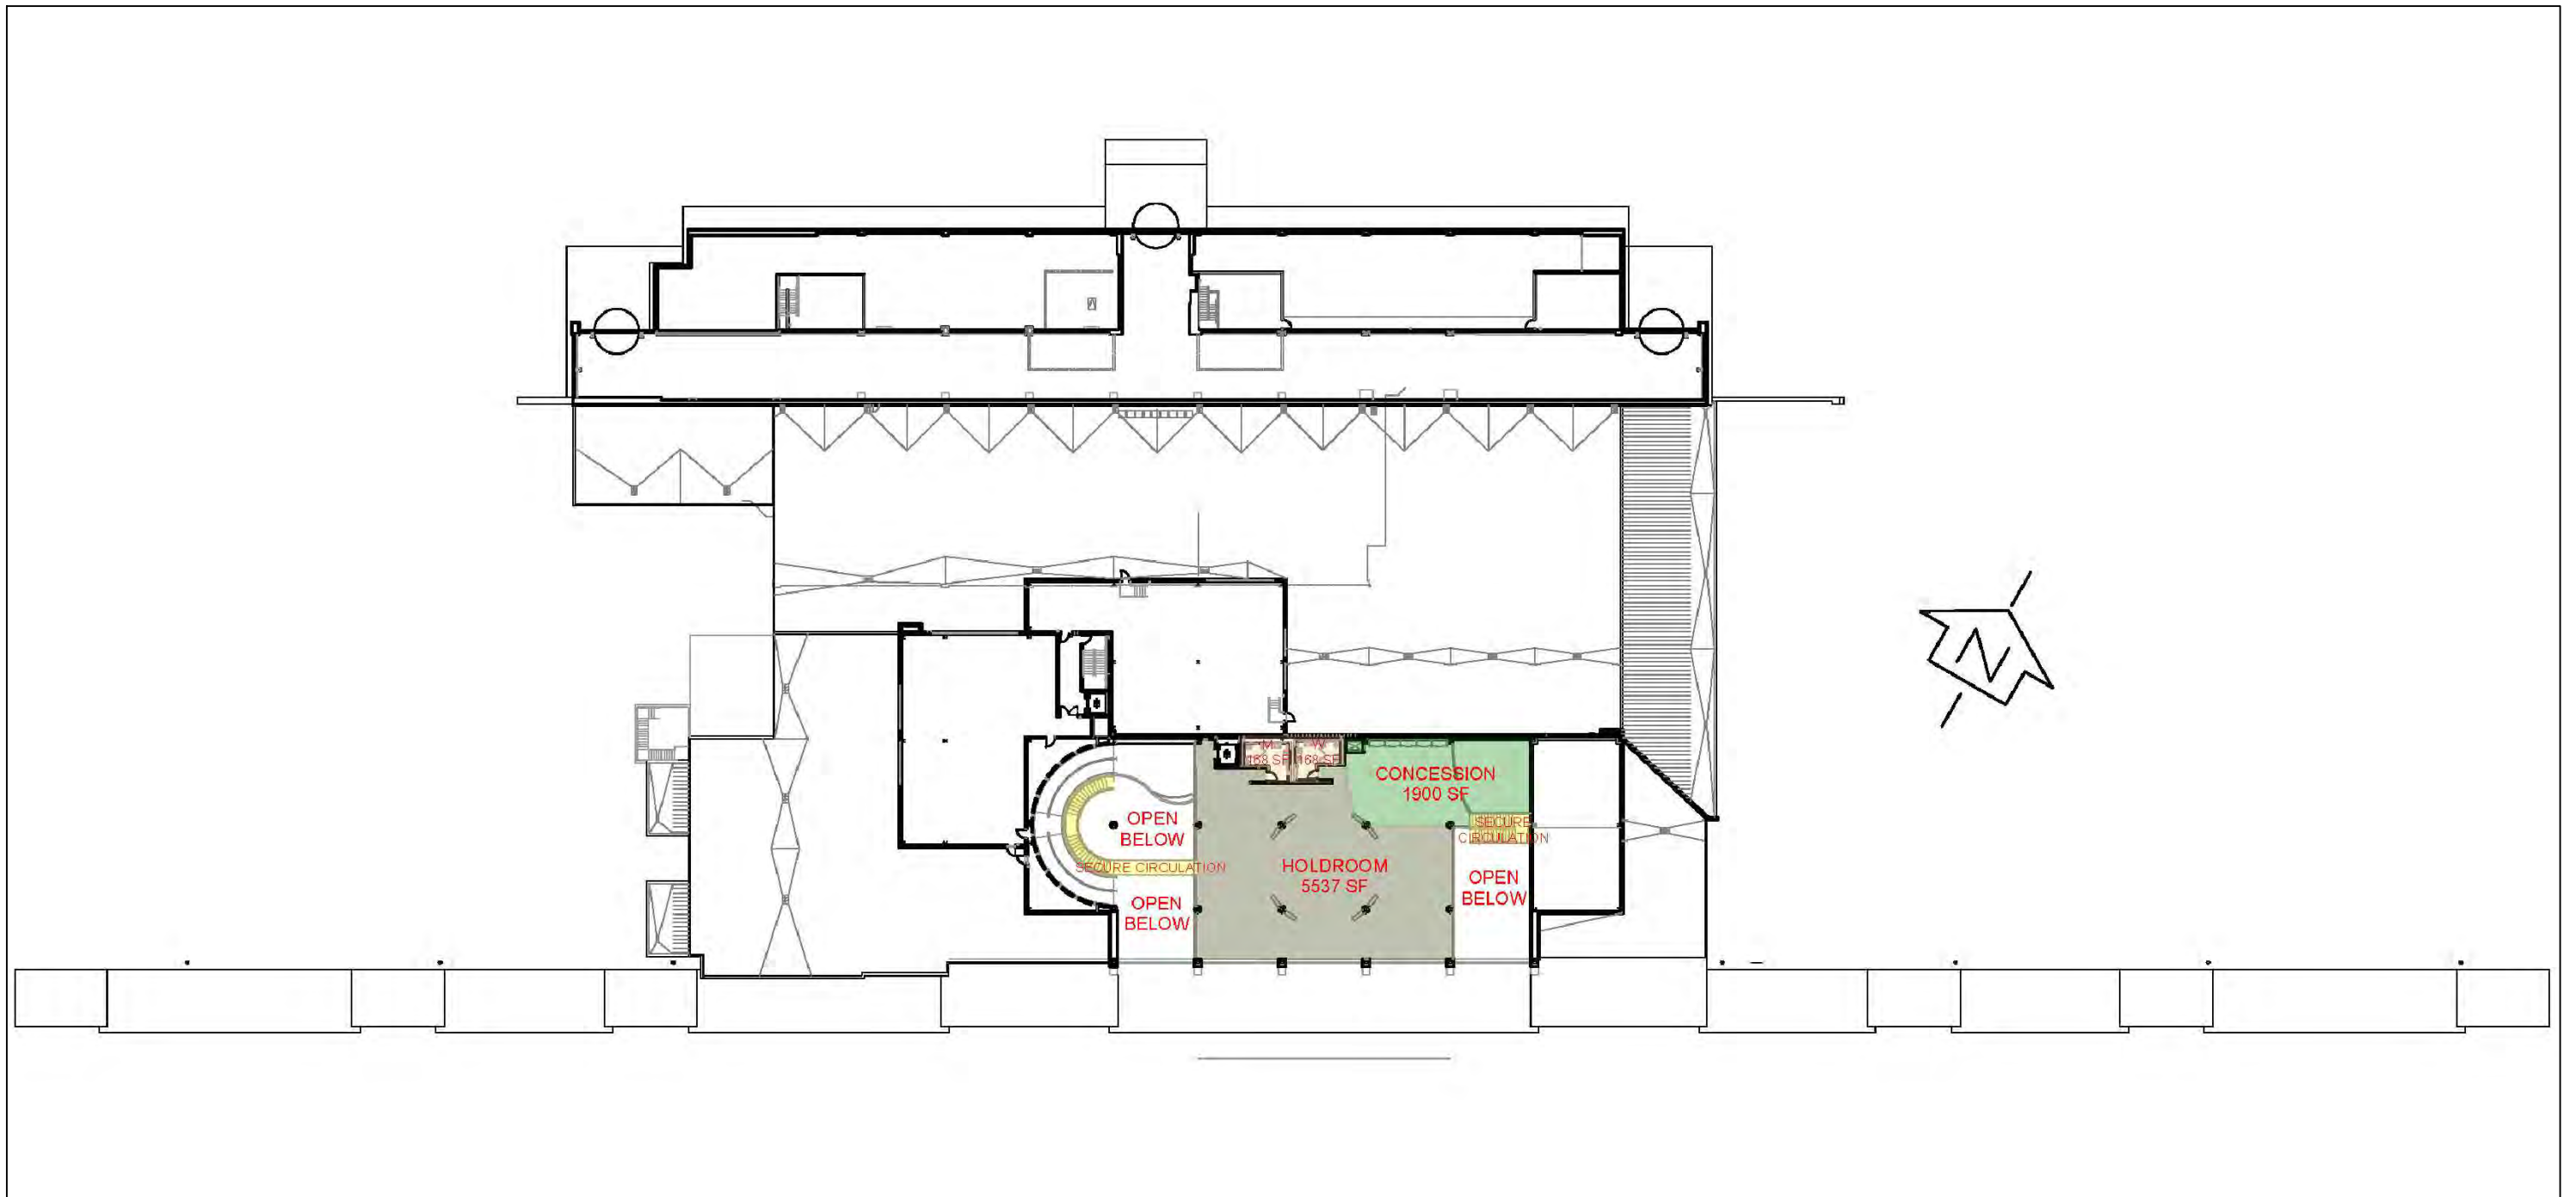 M
168 SF
W
168 SF
CONCESSION
1900 SF
OPEN
BELOW
SECURE
CIRCULATION
SECURE CIRCULATION
HOLDROOM
5537 SF
OPEN
BELOW
OPEN
BELOW
N